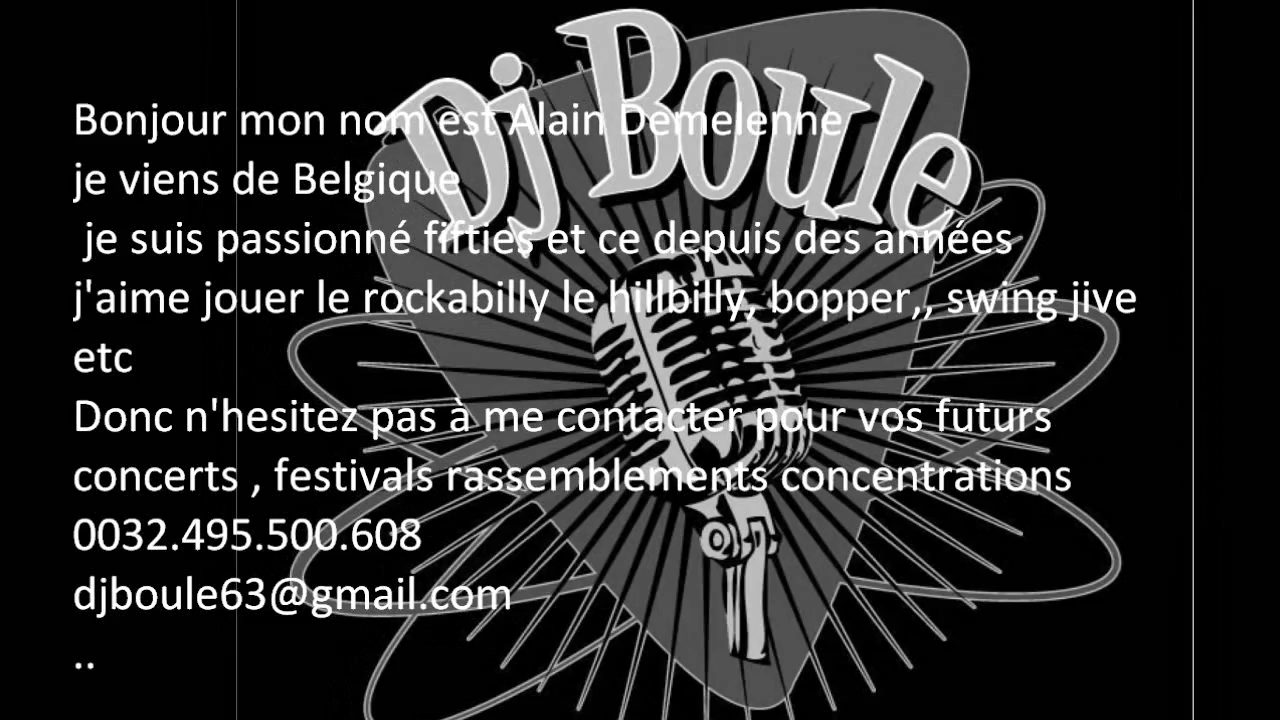 Dj Boule
Bonjour mon nom est Alain Demelenne
je viens de Belgique
je suis passionné fifties et ce depuis des années
j'aime jouer le rockabilly le hillbilly, bopper,, swing jive
etc
Donc n'hesitez pas à me contacter pour vos futurs
concerts , festivals rassemblements concentrations
0032.495.500.608
djboule63@gmail.com
..